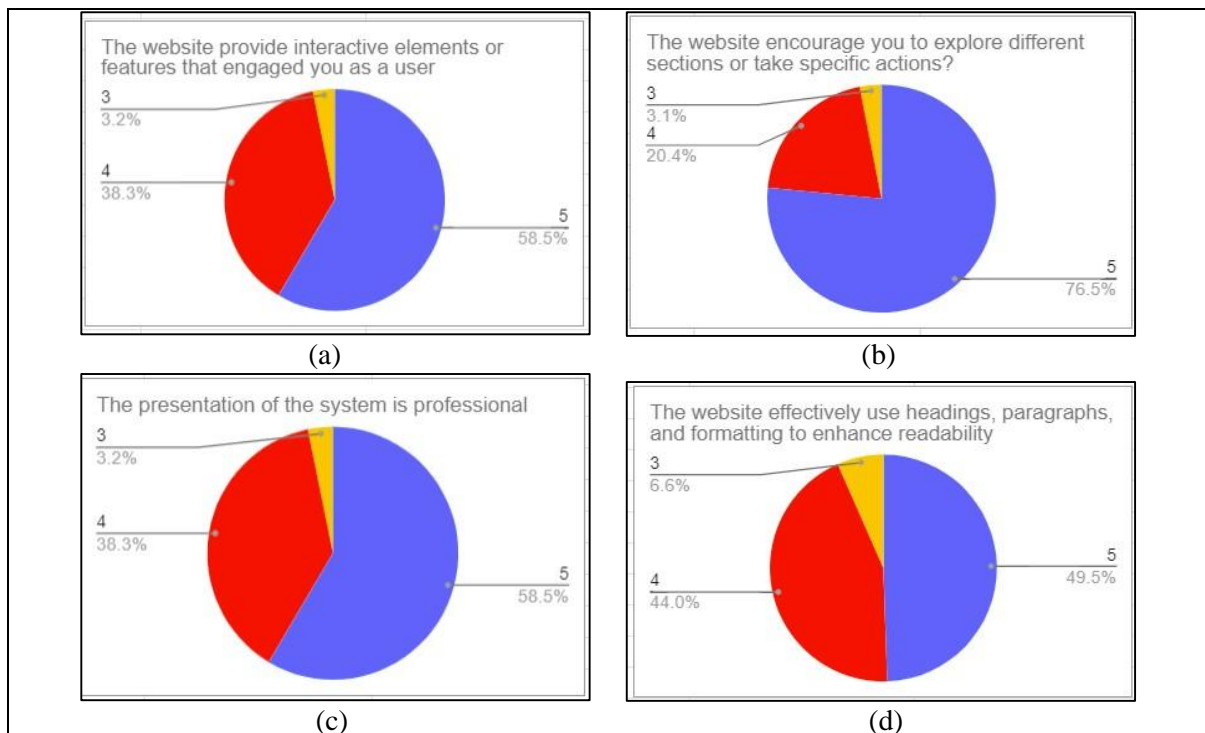 The website provide interactive elements or
features that engaged you as a user
3
3.2%
4
38.3%
5
58.5%
(a)
The website encourage you to explore different
sections or take specific actions?
3
3.1%
4
20.4%
5
76.5%
(b)
The presentation of the system is professional
3
3.2%
4
38.3%
5
58.5%
(c)
The website effectively use headings, paragraphs,
and formatting to enhance readability
3
6.6%
4
44.0%
5
49.5%
(d)